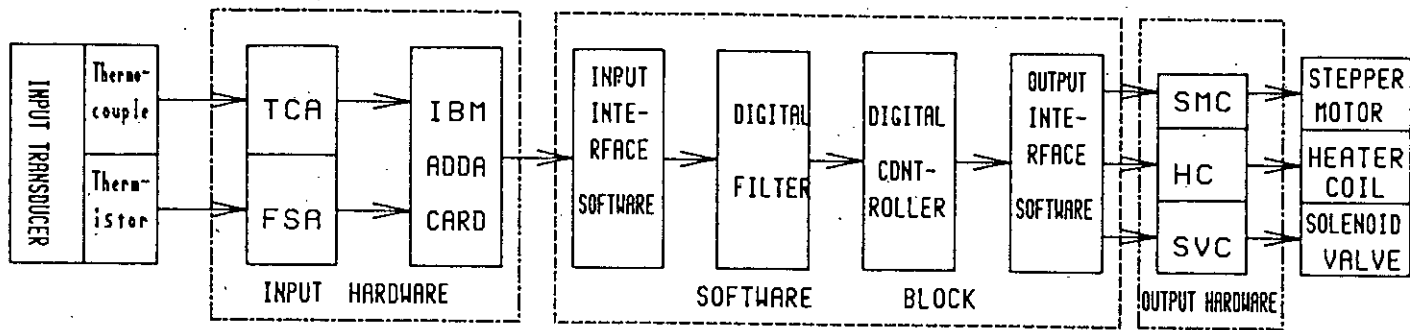 INPUT TRANSDUCER
Thermo-
couple
Therm-
istor
TCA
FSA
IBM
ADDA
CARD
INPUT HARDWARE
INPUT
INTE-
RFACE
SOFTWARE
DIGITAL
FILTER
DIGITAL
CONT-
ROLLER
OUTPUT
INTE-
RFACE
SOFTWARE
SOFTWARE BLOCK
SMC
HC
SVC
OUTPUT HARDWARE
STEPPER
MOTOR
HEATER
COIL
SOLENOID
VALVE